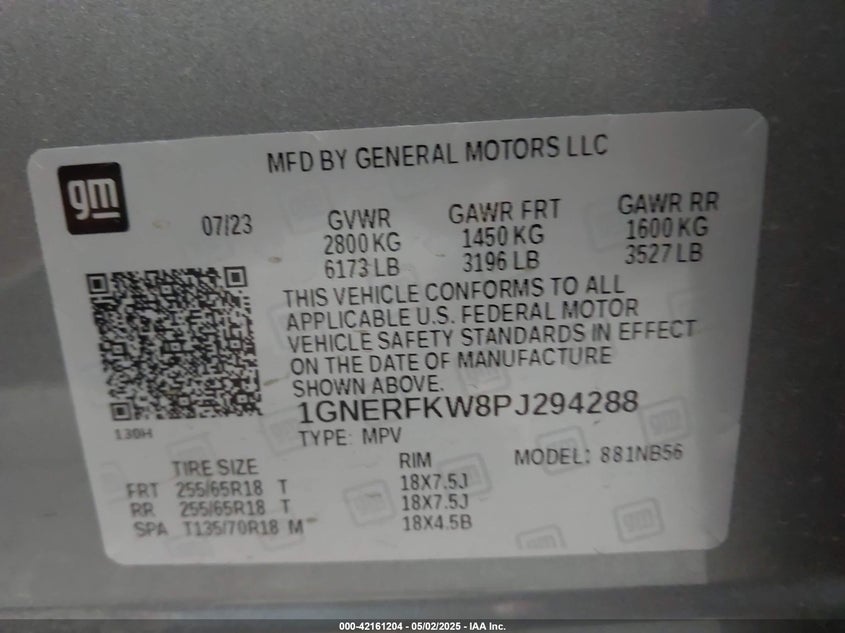 gm
MFD BY GENERAL MOTORS LLC
07/23
GVWR GAWR FRT GAWR RR
2800 KG 1450 KG 1600 KG
6173 LB 3196 LB 3527 LB
THIS VEHICLE CONFORMS TO ALL
APPLICABLE U.S. FEDERAL MOTOR
VEHICLE SAFETY STANDARDS IN EFFECT
ON THE DATE OF MANUFACTURE
SHOWN ABOVE.
1GNERFKW8PJ294288
130H
TYPE: MPV
TIRE SIZE RIM MODEL: 881NB56
FRT 255/65R18 T 18X7.5J
RR 255/65R18 T 18X7.5J
SPA T135/70R18 M 18X4.5B
000-42161204 - 05/02/2025 - IAA Inc.